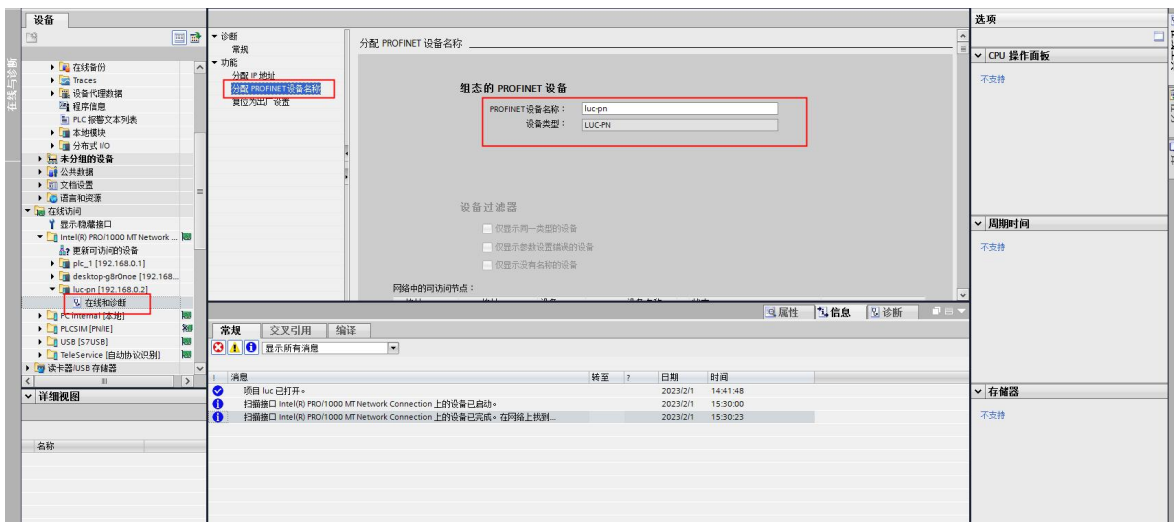 设备
在线与诊断
在线备份
Traces
设备代理数据
程序信息
PLC 报警文本列表
本地模块
分布式 I/O
未分组的设备
公共数据
文档设置
语言和资源
在线访问
显示/隐藏接口
Intel(R) PRO/1000 MT Network ...
更新可访问的设备
plc_1 [192.168.0.1]
desktop-g8r0noe [192.168...
luc-pn [192.168.0.2]
在线和诊断
PC internal [本地]
PLCSIM [PN/IE]
USB [S7USB]
TeleService [自动协议识别]
读卡器/USB 存储器
详细视图
名称
诊断
常规
功能
分配 IP 地址
分配 PROFINET 设备名称
复位为出厂设置
分配 PROFINET 设备名称
组态的 PROFINET 设备
PROFINET设备名称： luc-pn
设备类型： LUC-PN
设备过滤器
仅显示同一类型的设备
仅显示参数设置错误的设备
仅显示没有名称的设备
网络中的可访问节点：
属性 信息 诊断
常规 交叉引用 编译
显示所有消息
! 消息 转至 ? 日期 时间
项目 luc 已打开。 2023/2/1 14:41:48
扫描接口 Intel(R) PRO/1000 MT Network Connection 上的设备已启动。 2023/2/1 15:30:00
扫描接口 Intel(R) PRO/1000 MT Network Connection 上的设备已完成。在网络上找到... 2023/2/1 15:30:23
选项
CPU 操作面板
不支持
周期时间
不支持
存储器
不支持